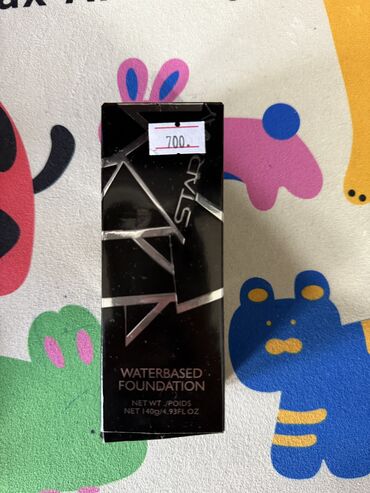 700.
STAR
WATERBASED
FOUNDATION
NET WT ./POIDS
NET 140g/4.93FL OZ